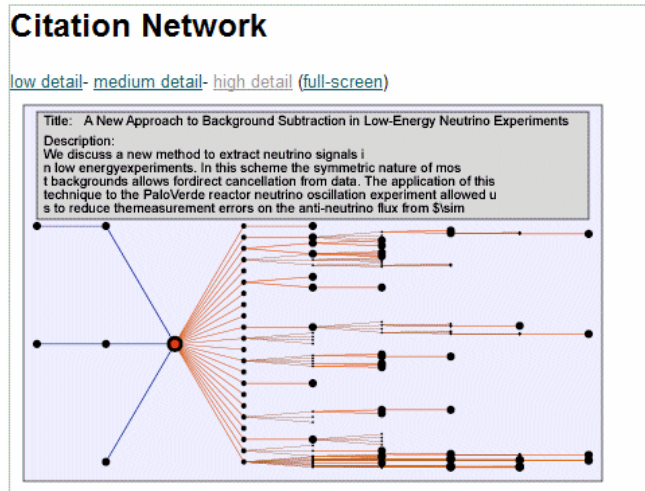 Citation Network
low detail- medium detail- high detail (full-screen)
Title: A New Approach to Background Subtraction in Low-Energy Neutrino Experiments
Description:
We discuss a new method to extract neutrino signals i
n low energyexperiments. In this scheme the symmetric nature of mos
t backgrounds allows fordirect cancellation from data. The application of this
technique to the PaloVerde reactor neutrino oscillation experiment allowed u
s to reduce themeasurement errors on the anti-neutrino flux from $\sim